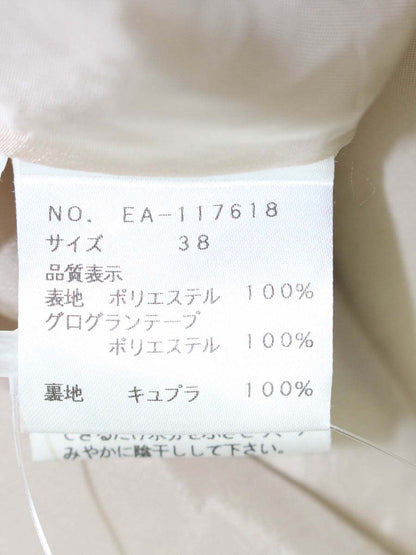 NO. EA-117618
サイズ 38
品質表示
表地 ポリエステル 100%
グログランテープ
ポリエステル 100%
裏地 キュプラ 100%
みやかに陰干しして下さい。